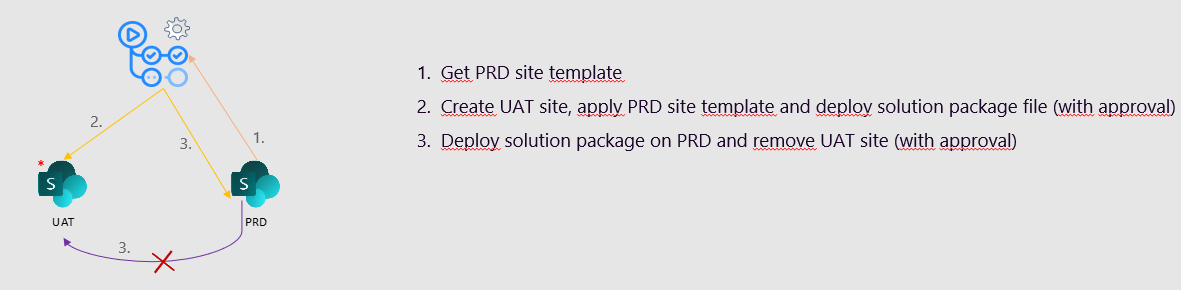 1. Get PRD site template
2. Create UAT site, apply PRD site template and deploy solution package file (with approval)
3. Deploy solution package on PRD and remove UAT site (with approval)
2.
3.
1.
*
S
S
UAT
PRD
3.